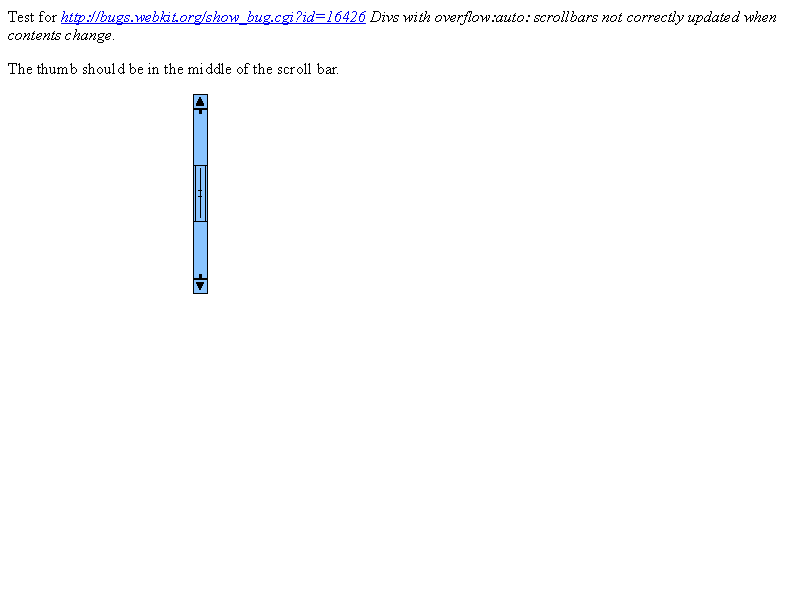 Test for http://bugs.webkit.org/show_bug.cgi?id=16426 Divs with overflow:auto: scrollbars not correctly updated when
contents change.
The thumb should be in the middle of the scroll bar.